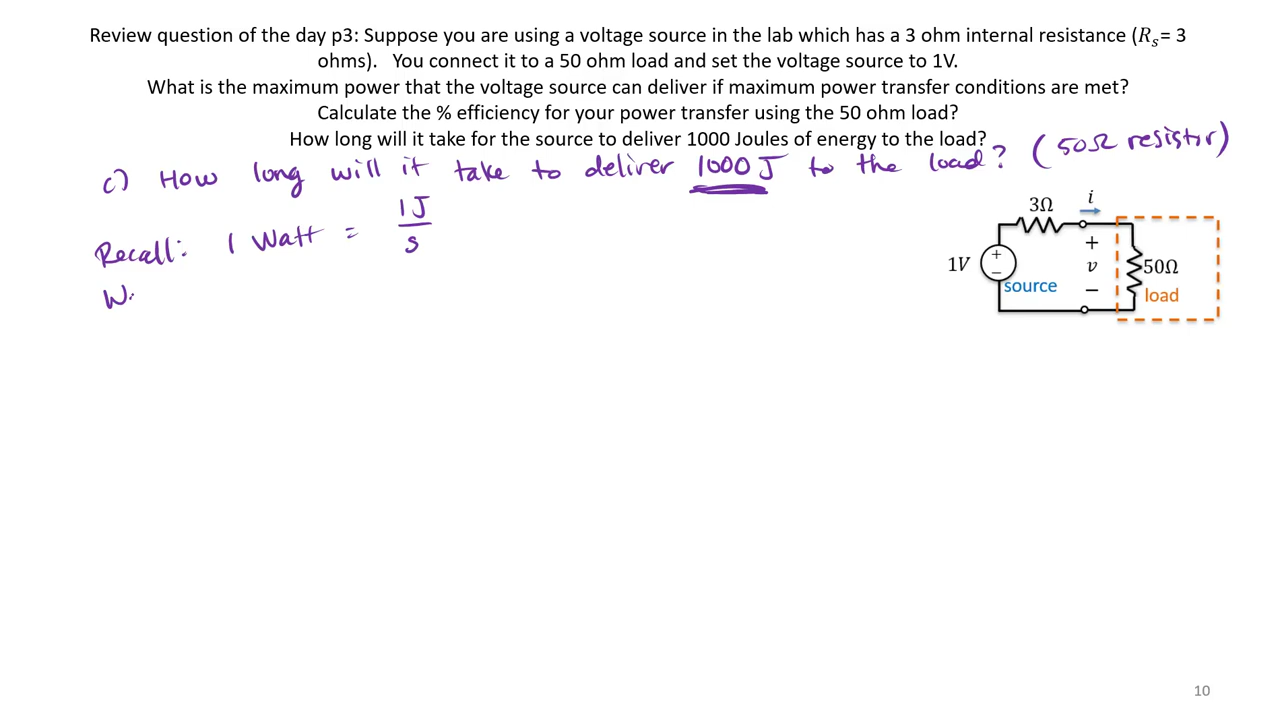 Review question of the day p3: Suppose you are using a voltage source in the lab which has a 3 ohm internal resistance (R_s= 3
ohms). You connect it to a 50 ohm load and set the voltage source to 1V.
What is the maximum power that the voltage source can deliver if maximum power transfer conditions are met?
Calculate the % efficiency for your power transfer using the 50 ohm load?
How long will it take for the source to deliver 1000 Joules of energy to the load?
c) How long will it take to deliver 1000 J to the load? (50Ω resistor)
Recall: 1 Watt = 1J/s
W.
3Ω
i
1V
+
−
source
+
v
−
50Ω
load
10